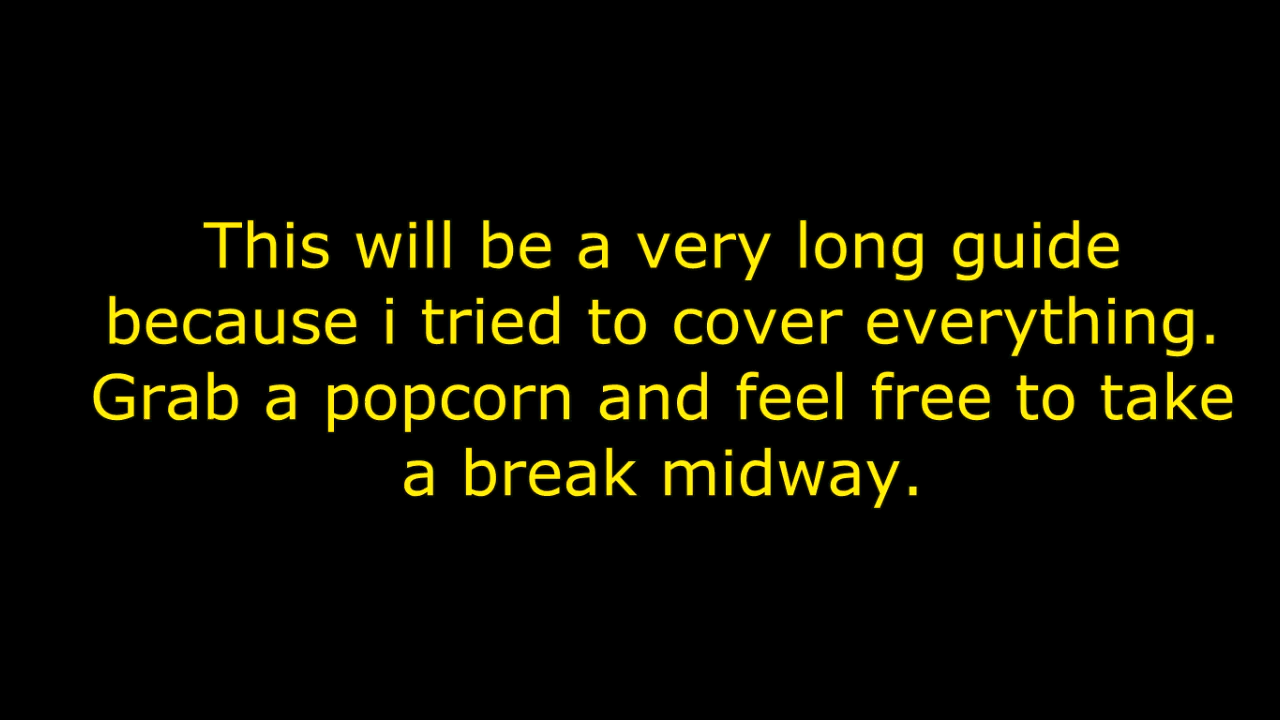 This will be a very long guide
because i tried to cover everything.
Grab a popcorn and feel free to take
a break midway.